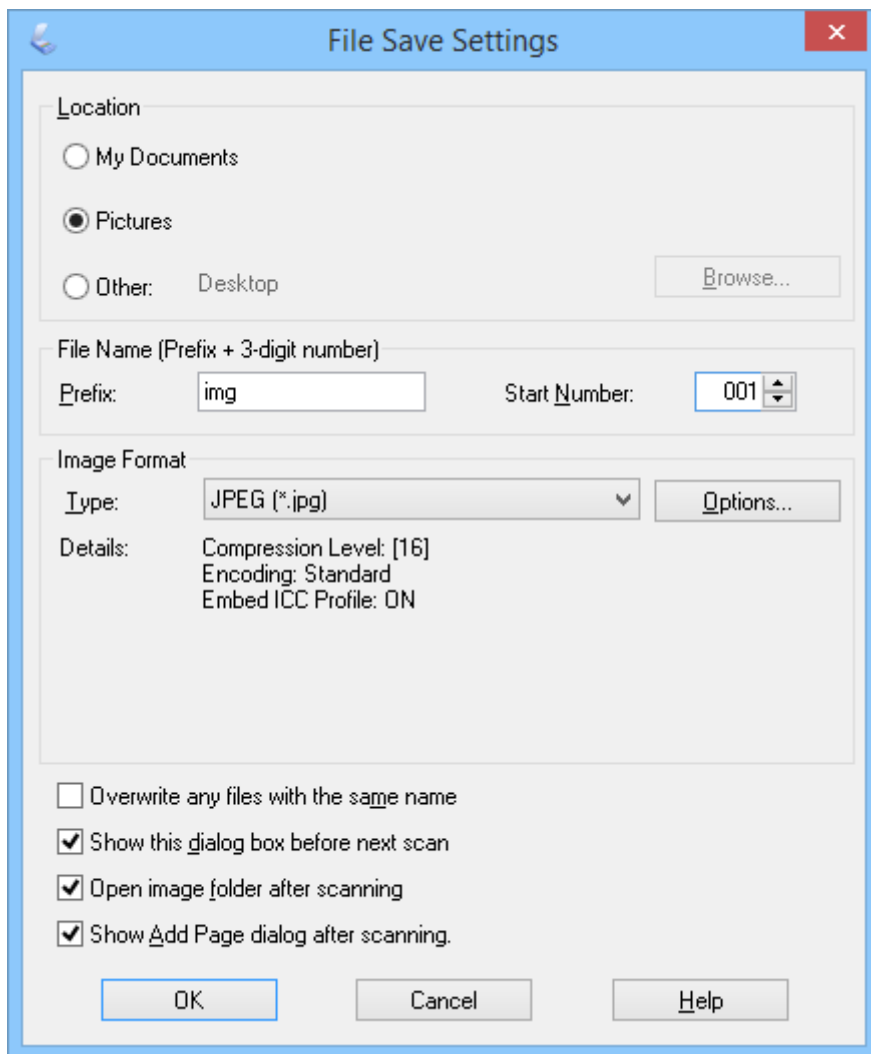 File Save Settings
Location
My Documents
Pictures
Other: Desktop Browse...
File Name (Prefix + 3-digit number)
Prefix: img Start Number: 001
Image Format
Type: JPEG (*.jpg) Options...
Details: Compression Level: [16]
Encoding: Standard
Embed ICC Profile: ON
Overwrite any files with the same name
Show this dialog box before next scan
Open image folder after scanning
Show Add Page dialog after scanning.
OK Cancel Help